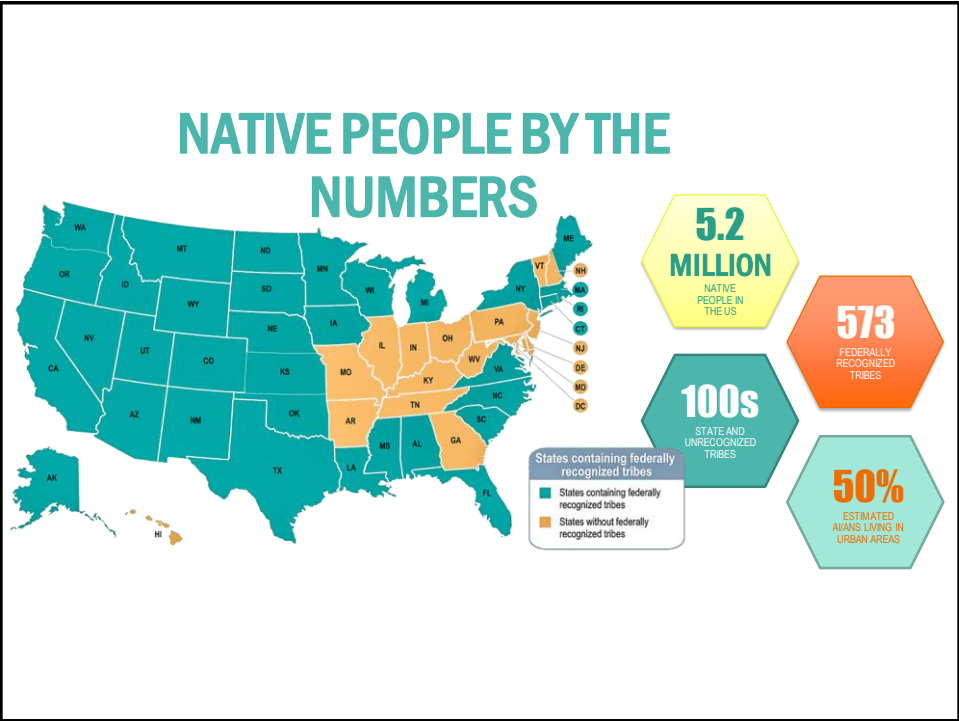 NATIVE PEOPLE BY THE
NUMBERS
WA
OR
CA
NV
ID
MT
WY
UT
AZ
CO
NM
ND
SD
NE
KS
OK
TX
MN
IA
MO
AR
LA
WI
IL
MI
IN
OH
KY
TN
MS
AL
GA
FL
SC
NC
VA
WV
PA
NY
VT
ME
NH
MA
RI
CT
NJ
DE
MD
DC
AK
HI
States containing federally
recognized tribes
States containing federally
recognized tribes
States without federally
recognized tribes
5.2
MILLION
NATIVE
PEOPLE IN
THE US
573
FEDERALLY
RECOGNIZED
TRIBES
100s
STATE AND
UNRECOGNIZED
TRIBES
50%
ESTIMATED
AI/ANS LIVING IN
URBAN AREAS